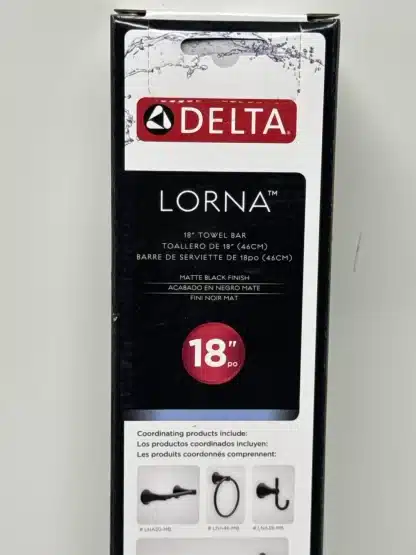 DELTA
LORNA™
18" TOWEL BAR
TOALLERO DE 18" (46CM)
BARRE DE SERVIETTE DE 18po (46CM)
MATTE BLACK FINISH
ACABADO EN NEGRO MATE
FINI NOIR MAT
18"
po
Coordinating products include:
Los productos coordinados incluyen:
Les produits coordonnés comprennent: